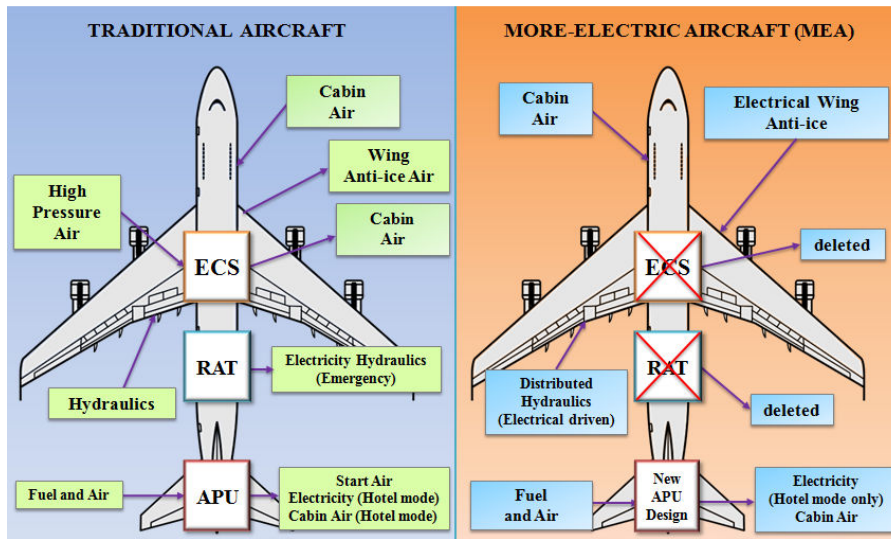 TRADITIONAL AIRCRAFT
Cabin
Air
Wing
Anti-ice Air
High
Pressure
Air
Cabin
Air
ECS
RAT
Electricity Hydraulics
(Emergency)
Hydraulics
Fuel and Air
APU
Start Air
Electricity (Hotel mode)
Cabin Air (Hotel mode)
MORE-ELECTRIC AIRCRAFT (MEA)
Cabin
Air
Electrical Wing
Anti-ice
ECS
deleted
RAT
Distributed
Hydraulics
(Electrical driven)
deleted
Fuel
and Air
New
APU
Design
Electricity
(Hotel mode only)
Cabin Air